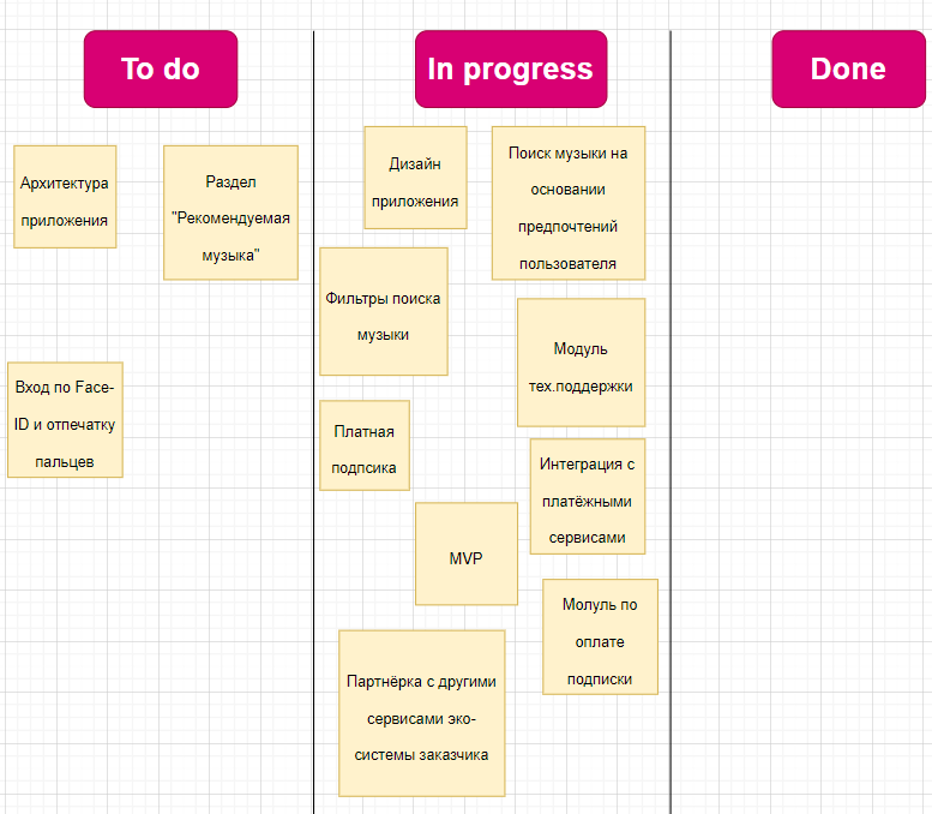 To do
In progress
Done
Архитектура
приложения
Раздел
"Рекомендуемая
музыка"
Вход по Face-
ID и отпечатку
пальцев
Дизайн
приложения
Поиск музыки на
основании
предпочтений
пользователя
Фильтры поиска
музыки
Модуль
тех.поддержки
Платная
подпсика
Интеграция с
платёжными
сервисами
MVP
Молуль по
оплате
подписки
Партнёрка с другими
сервисами эко-
системы заказчика